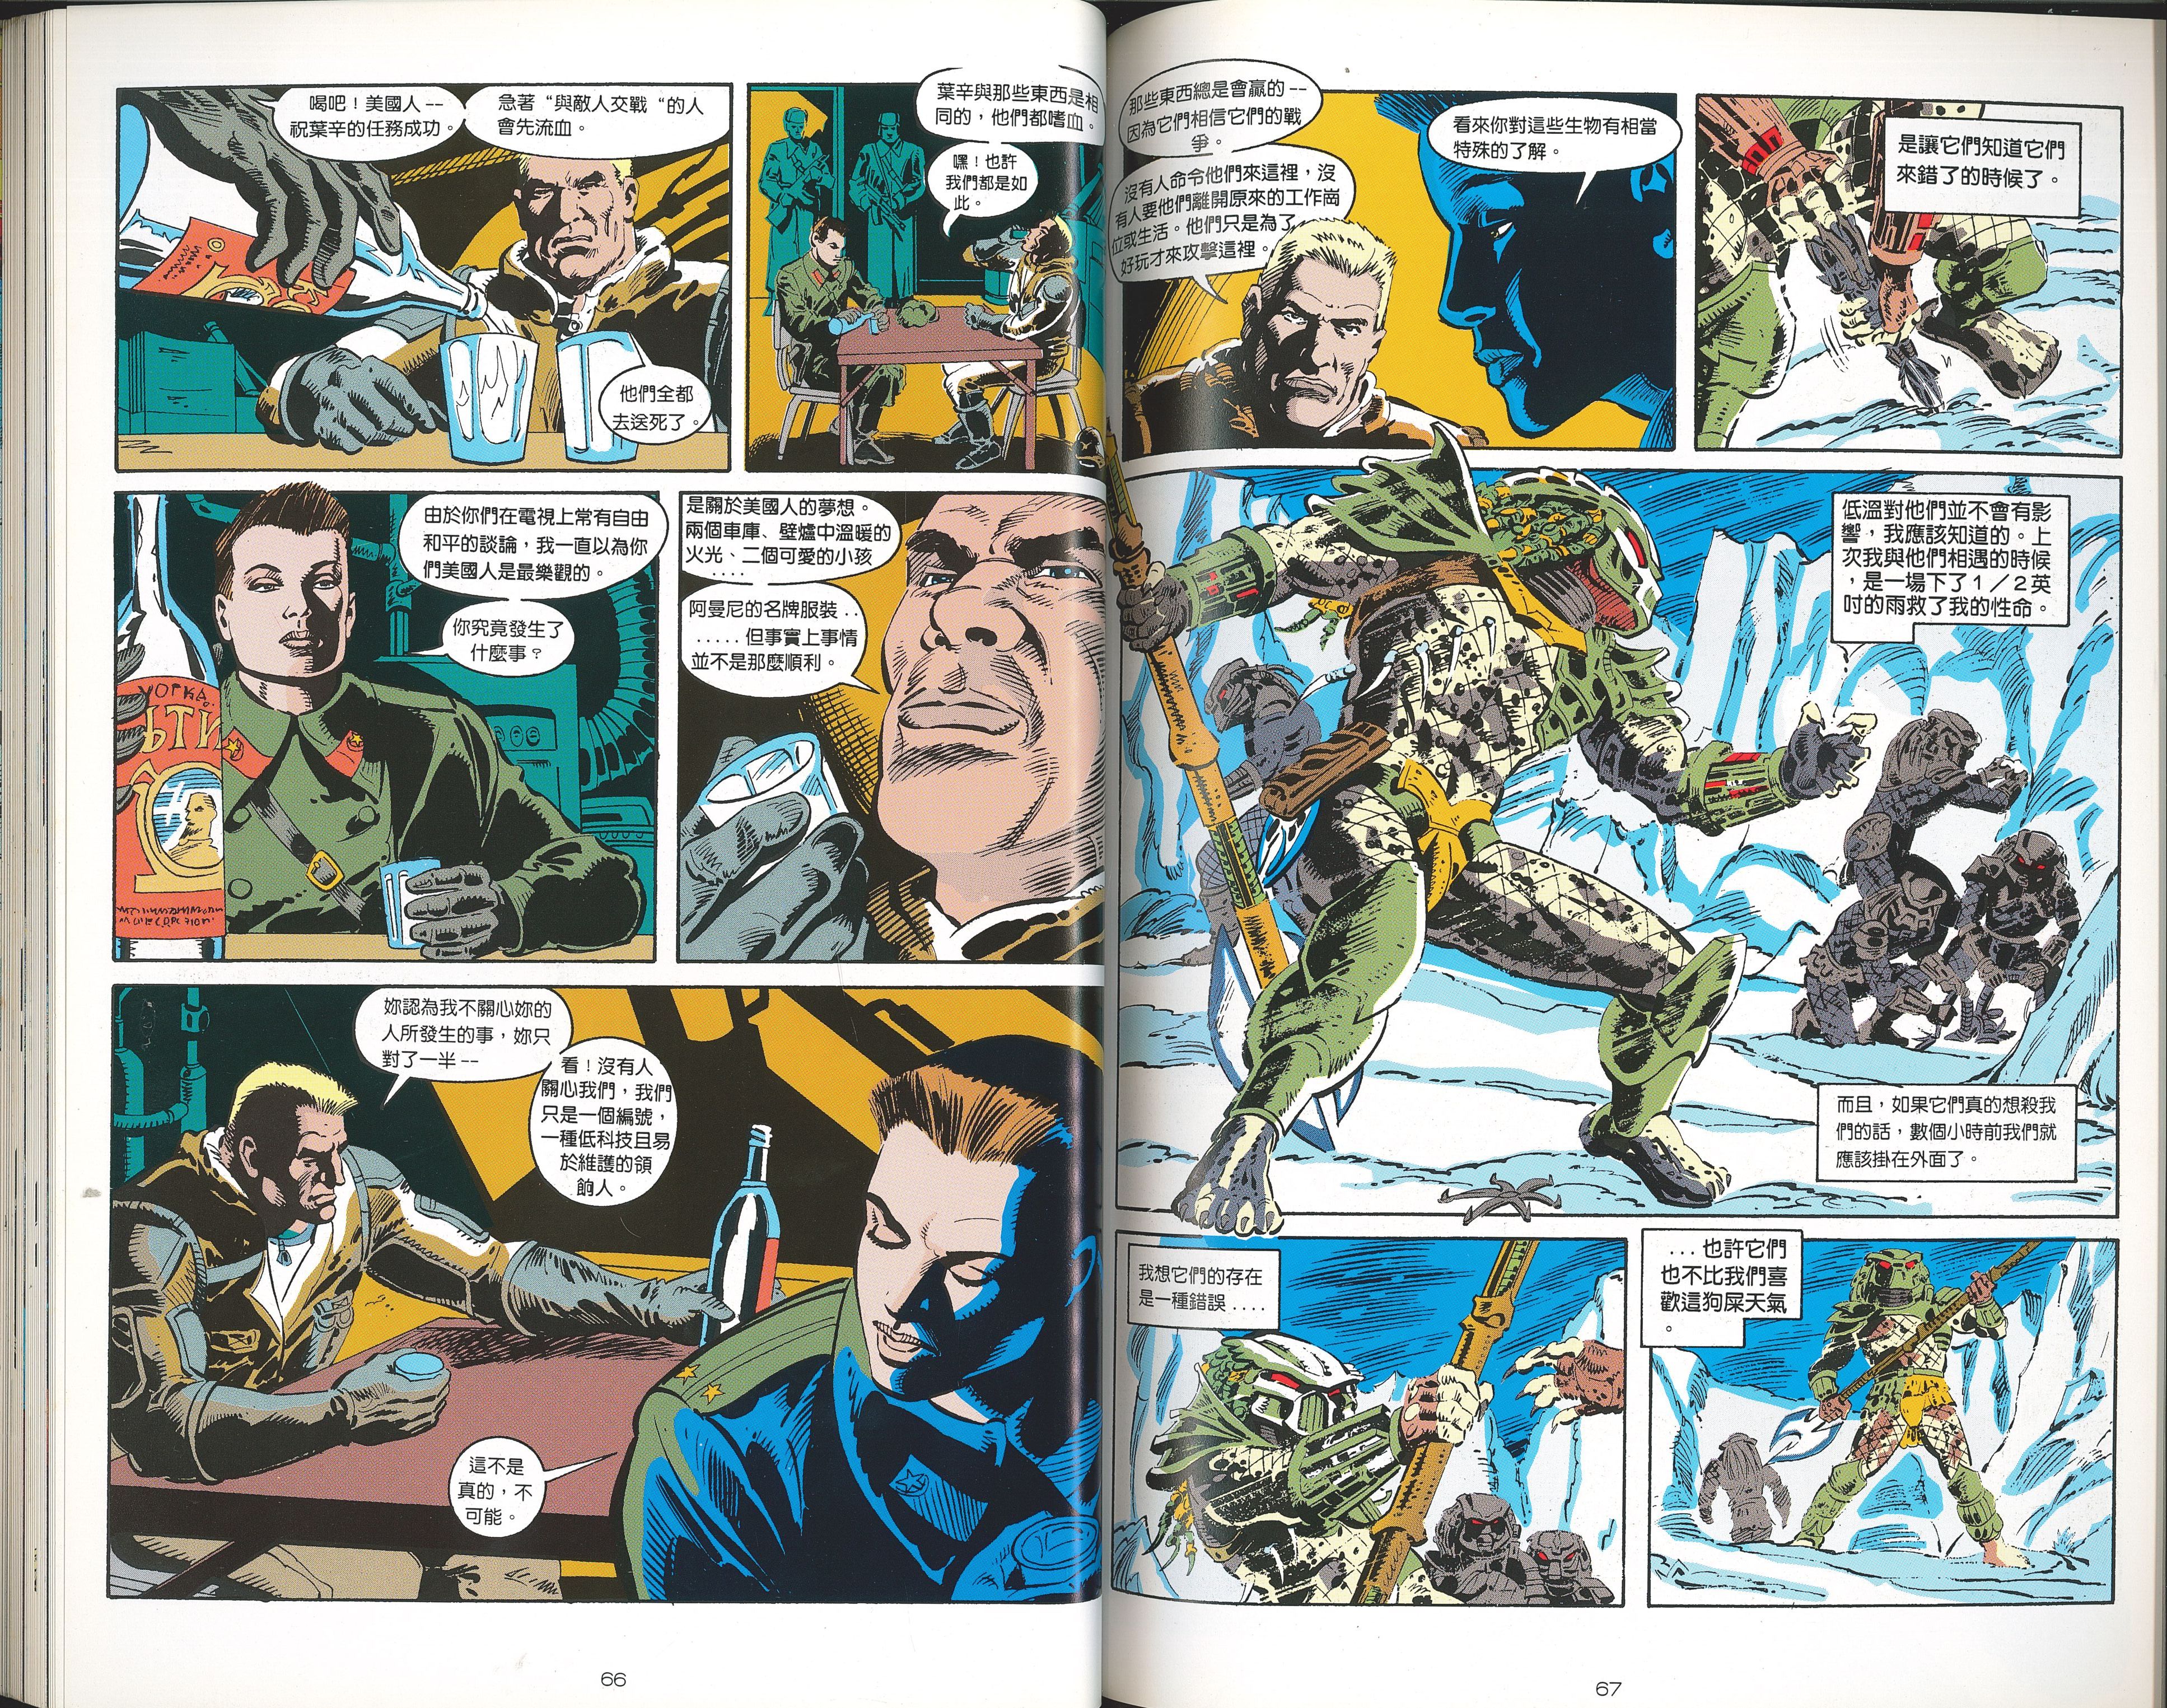 喝吧！美國人--
祝葉辛的任務成功。
急著“與敵人交戰“的人
會先流血。
他們全都
去送死了。
葉辛與那些東西是相
同的，他們都嗜血。
嘿！也許
我們都是如
此。
由於你們在電視上常有自由
和平的談論，我一直以為你
們美國人是最樂觀的。
你究竟發生了
什麼事？
是關於美國人的夢想。
兩個車庫、壁爐中溫暖的
火光、二個可愛的小孩
....
阿曼尼的名牌服裝..
.....但事實上事情
並不是那麼順利。
妳認為我不關心妳的
人所發生的事，妳只
對了一半--
看！沒有人
關心我們，我們
只是一個編號，
一種低科技且易
於維護的領
餉人。
這不是
真的，不
可能。
66
那些東西總是會贏的--
因為它們相信它們的戰
爭。
沒有人命令他們來這裡，沒
有人要他們離開原來的工作崗
位或生活。他們只是為了
好玩才來攻擊這裡。
看來你對這些生物有相當
特殊的了解。
是讓它們知道它們
來錯了的時候了。
低溫對他們並不會有影
響，我應該知道的。上
次我與他們相遇的時候
，是一場下了1／2英
吋的雨救了我的性命。
而且，如果它們真的想殺我
們的話，數個小時前我們就
應該掛在外面了。
我想它們的存在
是一種錯誤....
...也許它們
也不比我們喜
歡這狗屎天氣
。
67